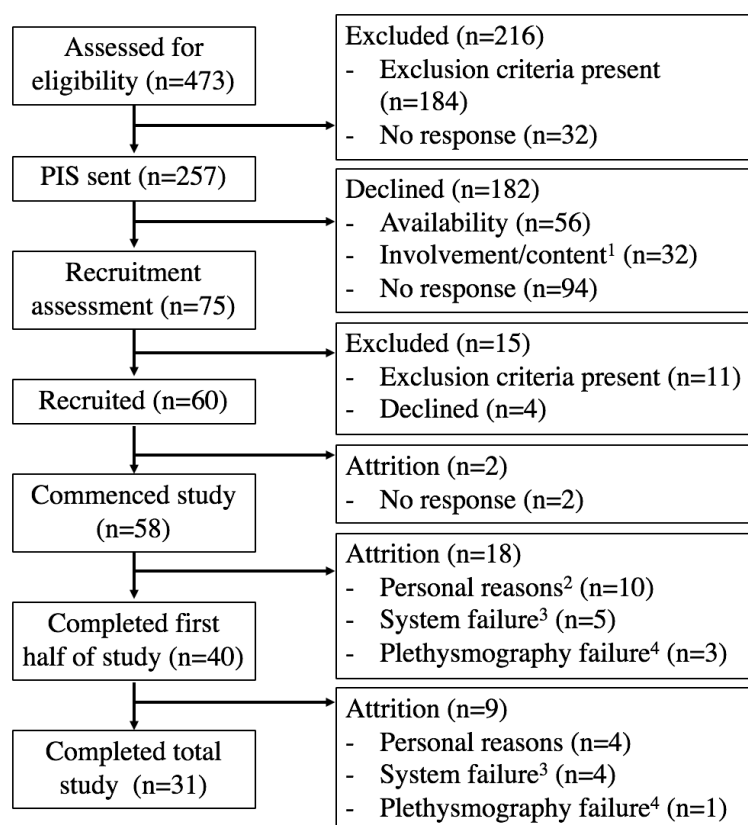 Assessed for
eligibility (n=473)
Excluded (n=216)
- Exclusion criteria present
(n=184)
- No response (n=32)
PIS sent (n=257)
Declined (n=182)
- Availability (n=56)
- Involvement/content¹ (n=32)
- No response (n=94)
Recruitment
assessment (n=75)
Excluded (n=15)
- Exclusion criteria present (n=11)
- Declined (n=4)
Recruited (n=60)
Attrition (n=2)
- No response (n=2)
Commenced study
(n=58)
Attrition (n=18)
- Personal reasons² (n=10)
- System failure³ (n=5)
- Plethysmography failure⁴ (n=3)
Completed first
half of study (n=40)
Attrition (n=9)
- Personal reasons (n=4)
- System failure³ (n=4)
- Plethysmography failure⁴ (n=1)
Completed total
study (n=31)